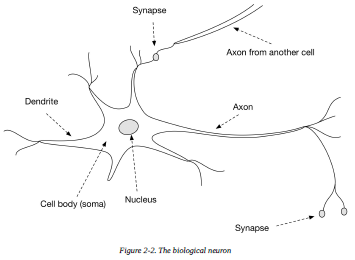 Synapse
Axon from another cell
Dendrite
Axon
Cell body (soma)
Nucleus
Synapse
Figure 2-2. The biological neuron